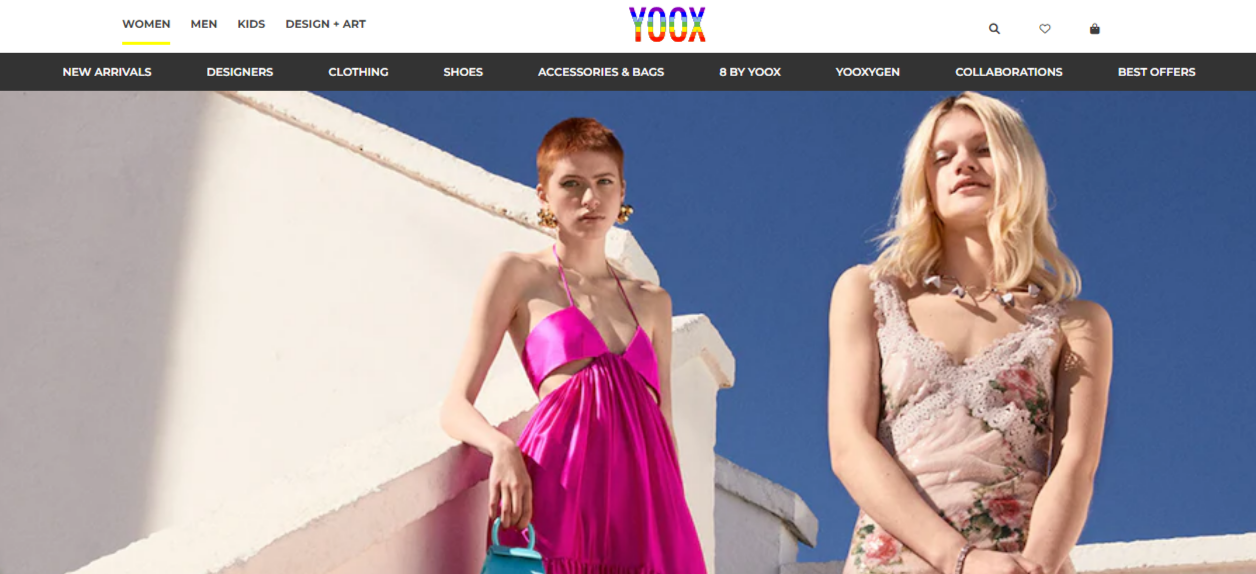 WOMEN MEN KIDS DESIGN + ART YOOX
NEW ARRIVALS DESIGNERS CLOTHING SHOES ACCESSORIES & BAGS 8 BY YOOX YOOXYGEN COLLABORATIONS BEST OFFERS